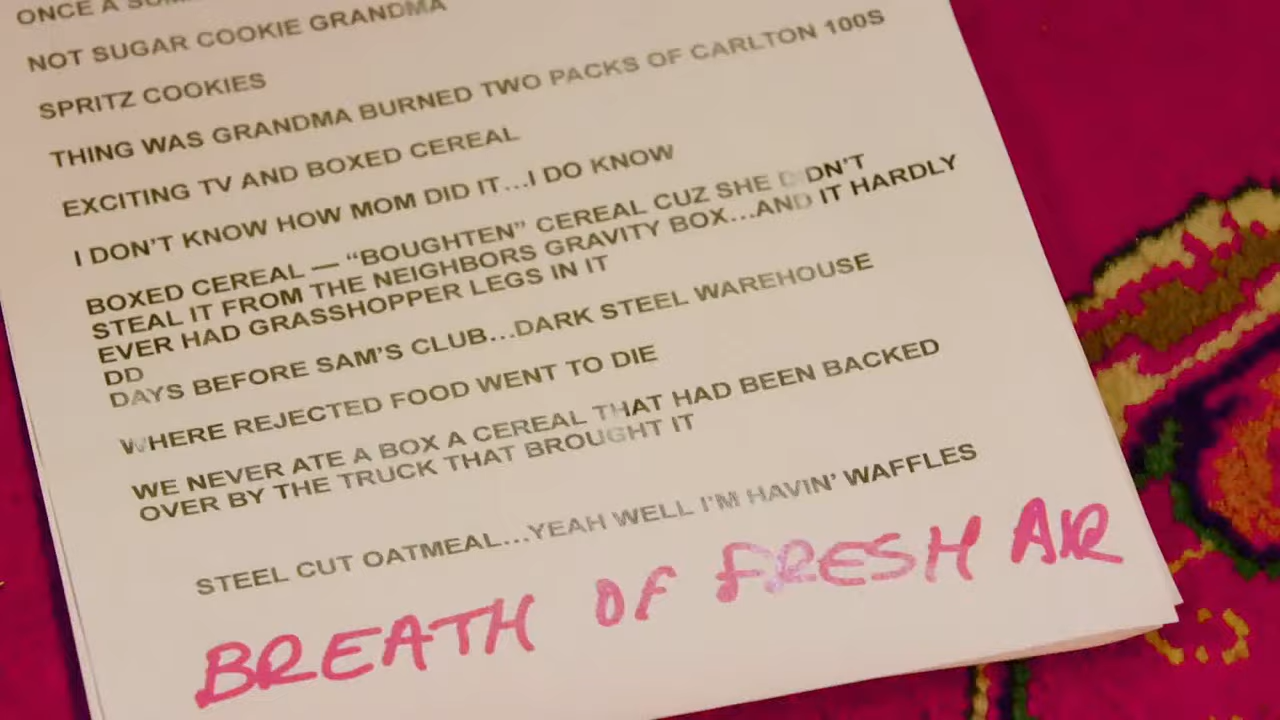 ONCE A
NOT SUGAR COOKIE GRANDMA
SPRITZ COOKIES
THING WAS GRANDMA BURNED TWO PACKS OF CARLTON 100S
EXCITING TV AND BOXED CEREAL
I DON'T KNOW HOW MOM DID IT...I DO KNOW
BOXED CEREAL — “BOUGHTEN” CEREAL CUZ SHE DIDN'T
STEAL IT FROM THE NEIGHBORS GRAVITY BOX...AND IT HARDLY
EVER HAD GRASSHOPPER LEGS IN IT
DD
DAYS BEFORE SAM'S CLUB...DARK STEEL WAREHOUSE
WHERE REJECTED FOOD WENT TO DIE
WE NEVER ATE A BOX A CEREAL THAT HAD BEEN BACKED
OVER BY THE TRUCK THAT BROUGHT IT
STEEL CUT OATMEAL...YEAH WELL I'M HAVIN' WAFFLES
BREATH OF FRESH AIR